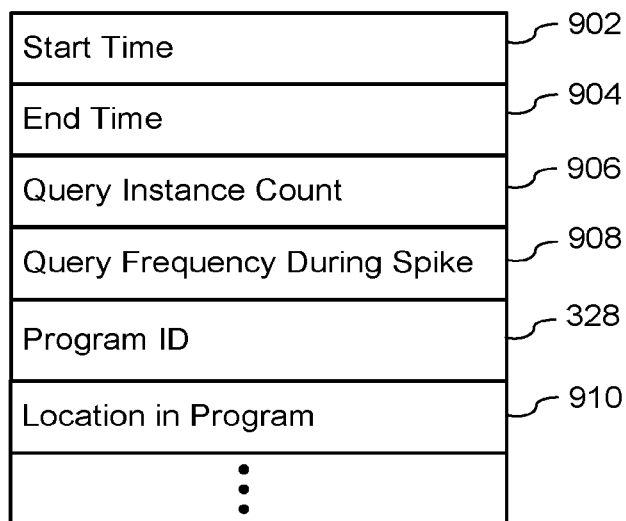 Start Time 902
End Time 904
Query Instance Count 906
Query Frequency During Spike 908
Program ID 328
Location in Program 910